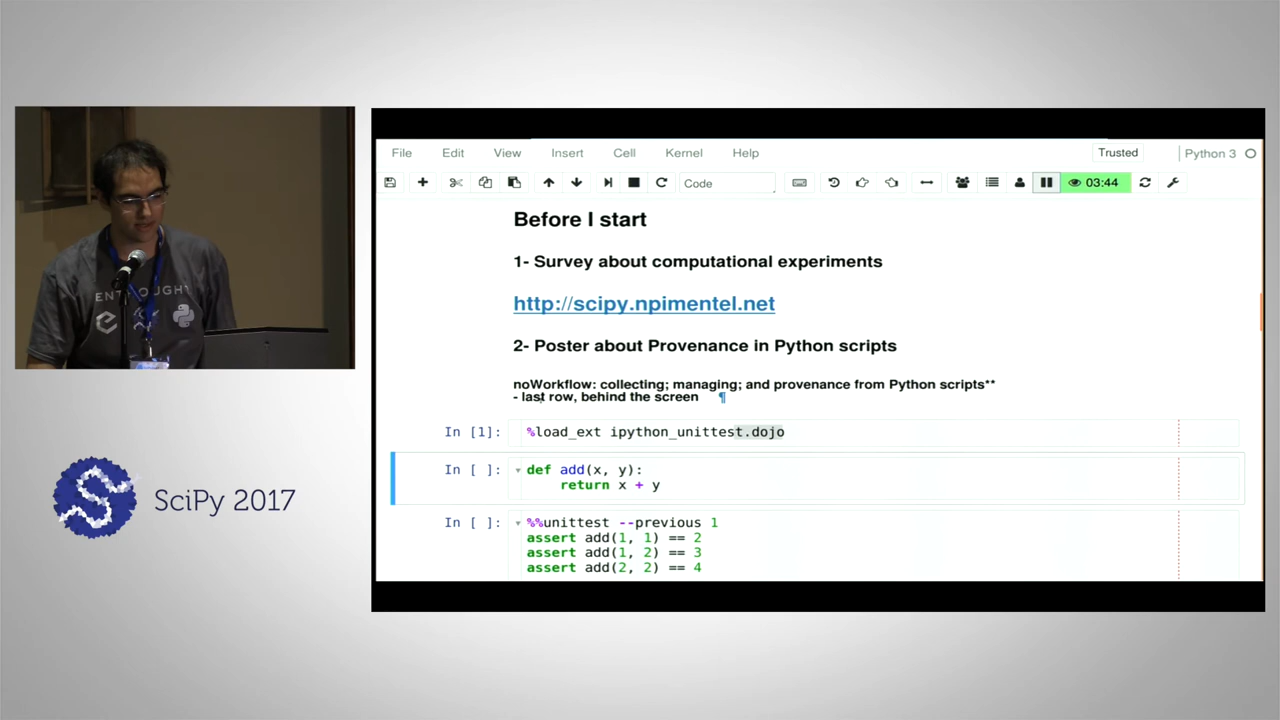 ENTHOUGHT
SciPy 2017
File Edit View Insert Cell Kernel Help Trusted Python 3
Code 03:44
Before I start
1- Survey about computational experiments
http://scipy.npimentel.net
2- Poster about Provenance in Python scripts
noWorkflow: collecting; managing; and provenance from Python scripts**
- last row, behind the screen ¶
In [1]: %load_ext ipython_unittest.dojo
In [ ]: def add(x, y):
return x + y
In [ ]: %%unittest --previous 1
assert add(1, 1) == 2
assert add(1, 2) == 3
assert add(2, 2) == 4